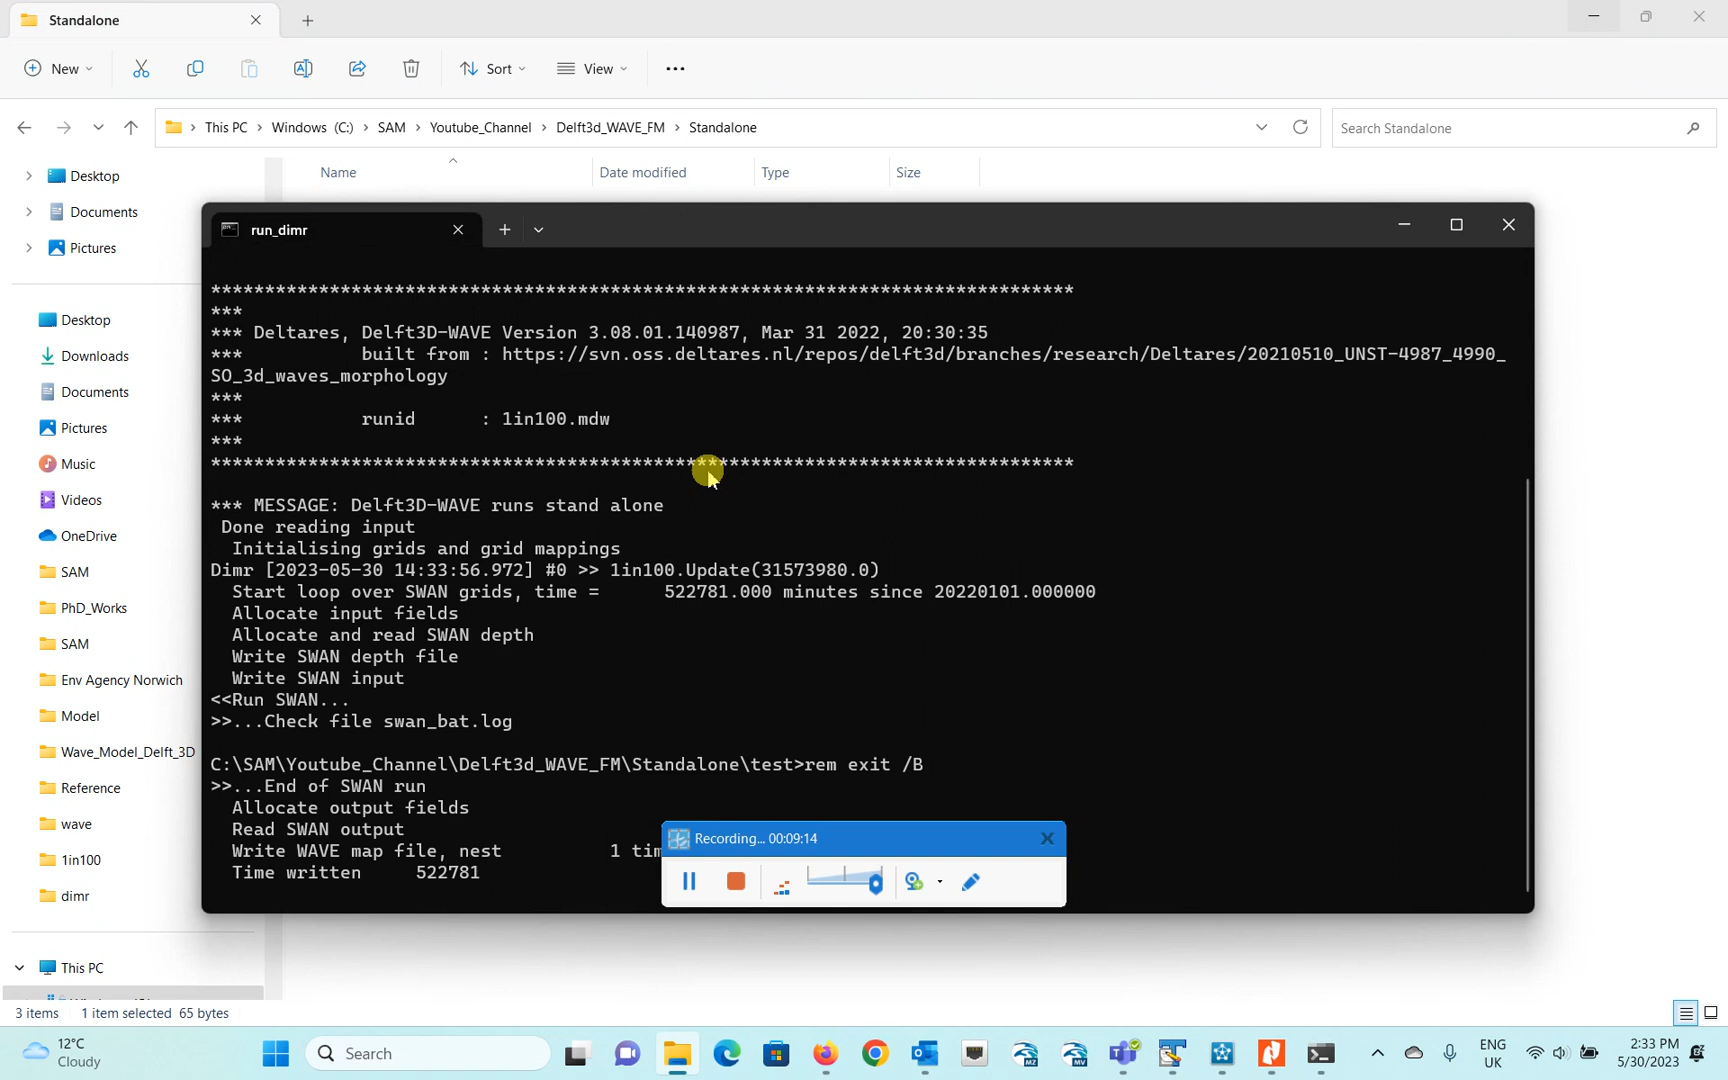 Standalone
New
Sort
View
This PC > Windows (C:) > SAM > Youtube_Channel > Delft3d_WAVE_FM > Standalone
Search Standalone
Name
Date modified
Type
Size
Desktop
Documents
Pictures
Desktop
Downloads
Documents
Pictures
Music
Videos
OneDrive
SAM
PhD_Works
SAM
Env Agency Norwich
Model
Wave_Model_Delft_3D
Reference
wave
1in100
dimr
This PC
run_dimr
********************************************************************************
***
*** Deltares, Delft3D-WAVE Version 3.08.01.140987, Mar 31 2022, 20:30:35
***           built from : https://svn.oss.deltares.nl/repos/delft3d/branches/research/Deltares/20210510_UNST-4987_4990_
SO_3d_waves_morphology
***
***           runid      : 1in100.mdw
***
********************************************************************************
*** MESSAGE: Delft3D-WAVE runs stand alone
Done reading input
Initialising grids and grid mappings
Dimr [2023-05-30 14:33:56.972] #0 >> 1in100.Update(31573980.0)
Start loop over SWAN grids, time =      522781.000 minutes since 20220101.000000
Allocate input fields
Allocate and read SWAN depth
Write SWAN depth file
Write SWAN input
<<Run SWAN...
>>...Check file swan_bat.log
C:\SAM\Youtube_Channel\Delft3d_WAVE_FM\Standalone\test>rem exit /B
>>...End of SWAN run
Allocate output fields
Read SWAN output
Write WAVE map file, nest          1 tim
Time written     522781
Recording... 00:09:14
3 items
1 item selected 65 bytes
12°C
Cloudy
Search
ENG
UK
2:33 PM
5/30/2023